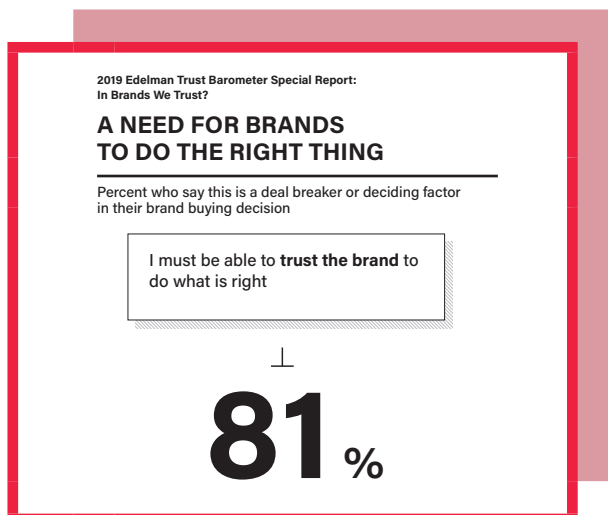 2019 Edelman Trust Barometer Special Report:
In Brands We Trust?
A NEED FOR BRANDS
TO DO THE RIGHT THING
Percent who say this is a deal breaker or deciding factor
in their brand buying decision
I must be able to trust the brand to
do what is right
81 %